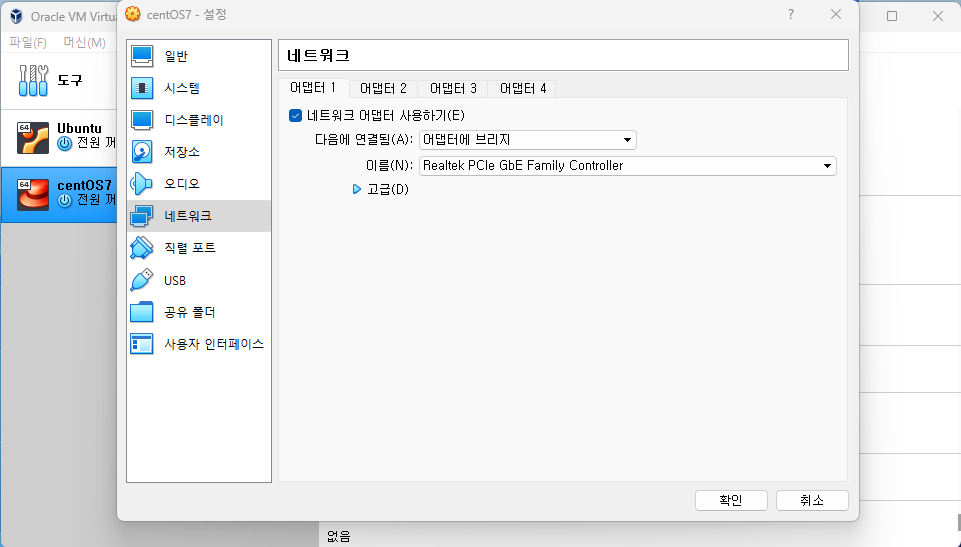 Oracle VM Virtu
centOS7 - 설정
?
파일(F) 머신(M)
도구
64
Ubuntu
전원 꺼
64
centOS7
전원 꺼
일반
시스템
디스플레이
저장소
오디오
네트워크
직렬 포트
USB
공유 폴더
사용자 인터페이스
네트워크
어댑터 1 어댑터 2 어댑터 3 어댑터 4
네트워크 어댑터 사용하기(E)
다음에 연결됨(A): 어댑터에 브리지
이름(N): Realtek PCIe GbE Family Controller
고급(D)
확인 취소
없음